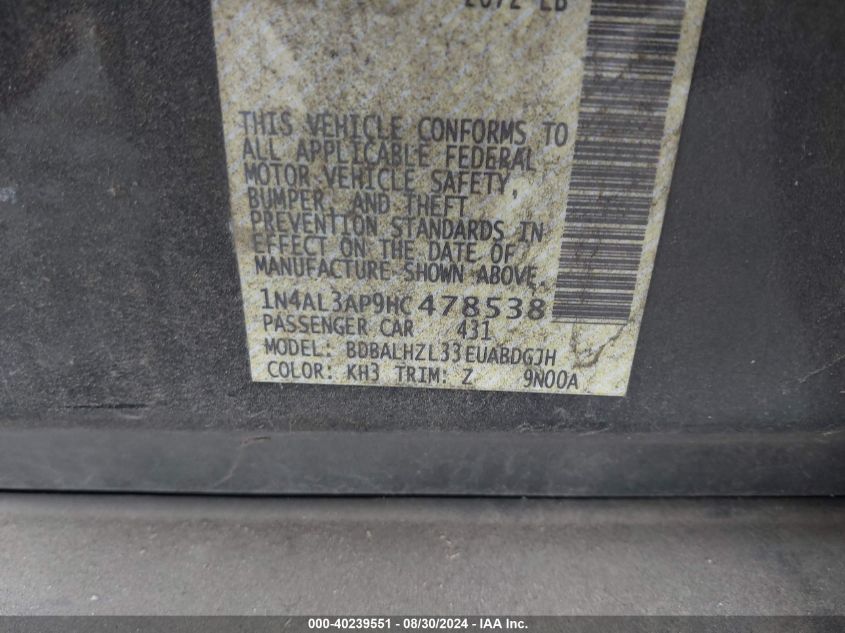 2672 LB
THIS VEHICLE CONFORMS TO
ALL APPLICABLE FEDERAL
MOTOR VEHICLE SAFETY,
BUMPER, AND THEFT
PREVENTION STANDARDS IN
EFFECT ON THE DATE OF
MANUFACTURE SHOWN ABOVE.
1N4AL3AP9HC478538
PASSENGER CAR 431
MODEL: BDBALHZL33EUABDGJH
COLOR: KH3 TRIM: Z 9N00A
000-40239551 - 08/30/2024 - IAA Inc.